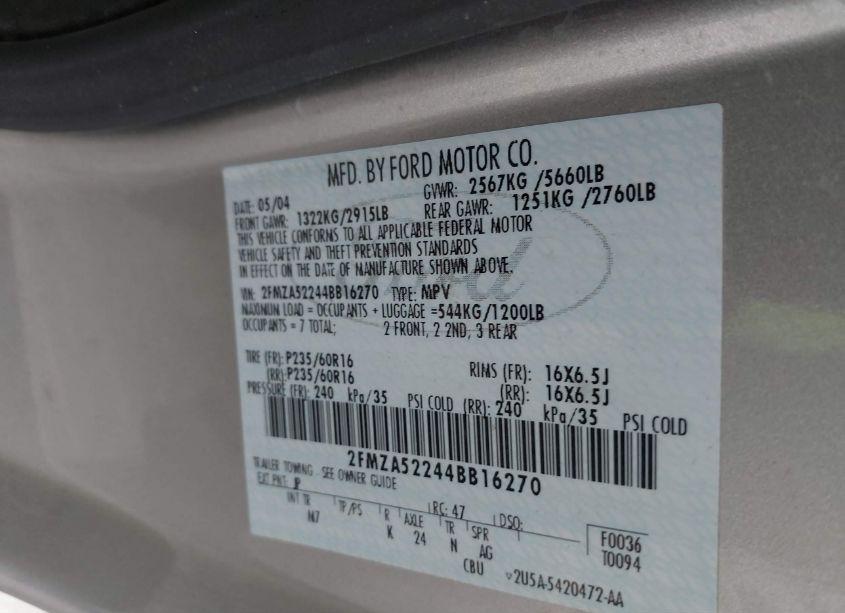 MFD. BY FORD MOTOR CO.
DATE: 05/04 GVWR: 2567KG /5660LB
FRONT GAWR: 1322KG/2915LB REAR GAWR: 1251KG /2760LB
THIS VEHICLE CONFORMS TO ALL APPLICABLE FEDERAL MOTOR
VEHICLE SAFETY AND THEFT PREVENTION STANDARDS
IN EFFECT ON THE DATE OF MANUFACTURE SHOWN ABOVE.
VIN: 2FMZA52244BB16270 TYPE: MPV
MAXIMUM LOAD = OCCUPANTS + LUGGAGE =544KG/1200LB
OCCUPANTS = 7 TOTAL; 2 FRONT, 2 2ND, 3 REAR
TIRE (FR): P235/60R16 RIMS (FR): 16X6.5J
(RR): P235/60R16 (RR): 16X6.5J
PRESSURE (FR): 240 kPa/35 PSI COLD (RR): 240 kPa/35 PSI COLD
2FMZA52244BB16270
TRAILER TOWING - SEE OWNER GUIDE
EXT PNT: JP RC: 47 DSO:
INT TR TP/PS R AXLE TR SPR
M7 K 24 N AG
CBU
F0036
T0094
▽2U5A-5420472-AA
Ford